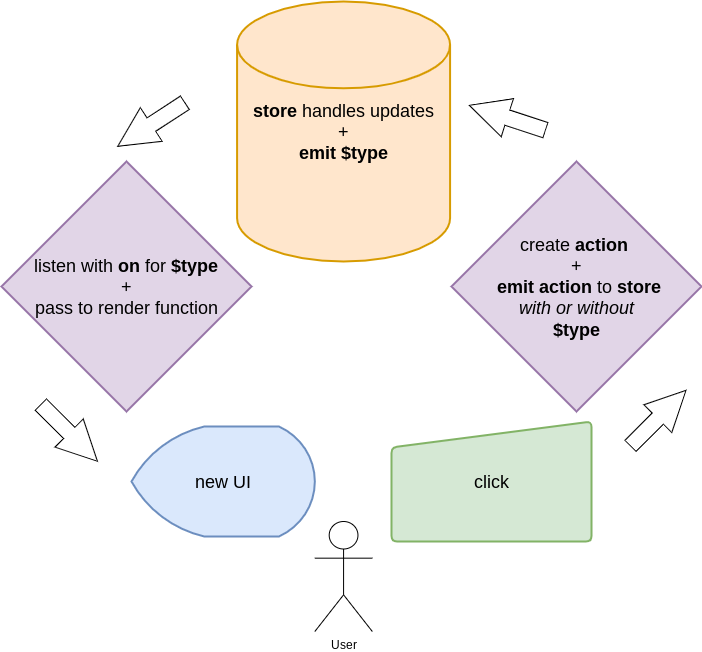 store handles updates
+
emit $type
listen with on for $type
+
pass to render function
create action
+
emit action to store
with or without
$type
new UI
click
User